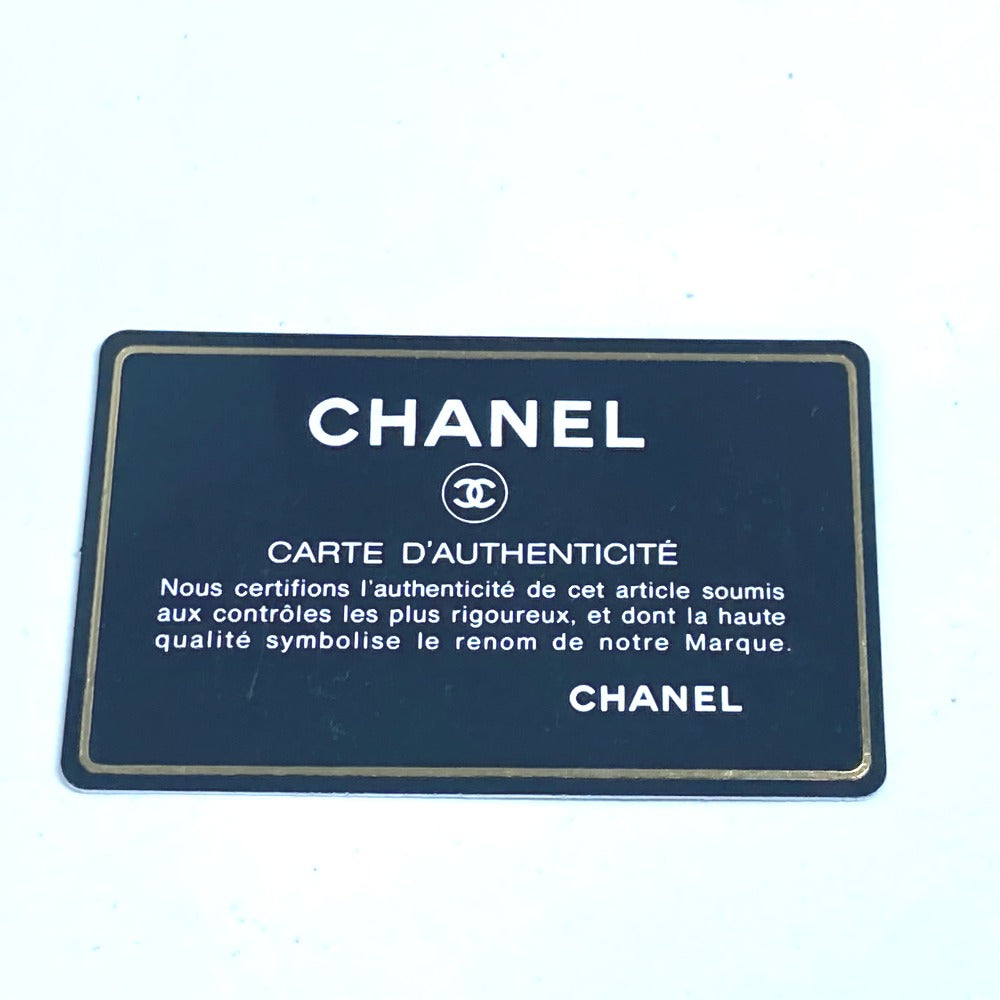 CHANEL
CARTE D'AUTHENTICITÉ
Nous certifions l'authenticité de cet article soumis
aux contrôles les plus rigoureux, et dont la haute
qualité symbolise le renom de notre Marque.
CHANEL